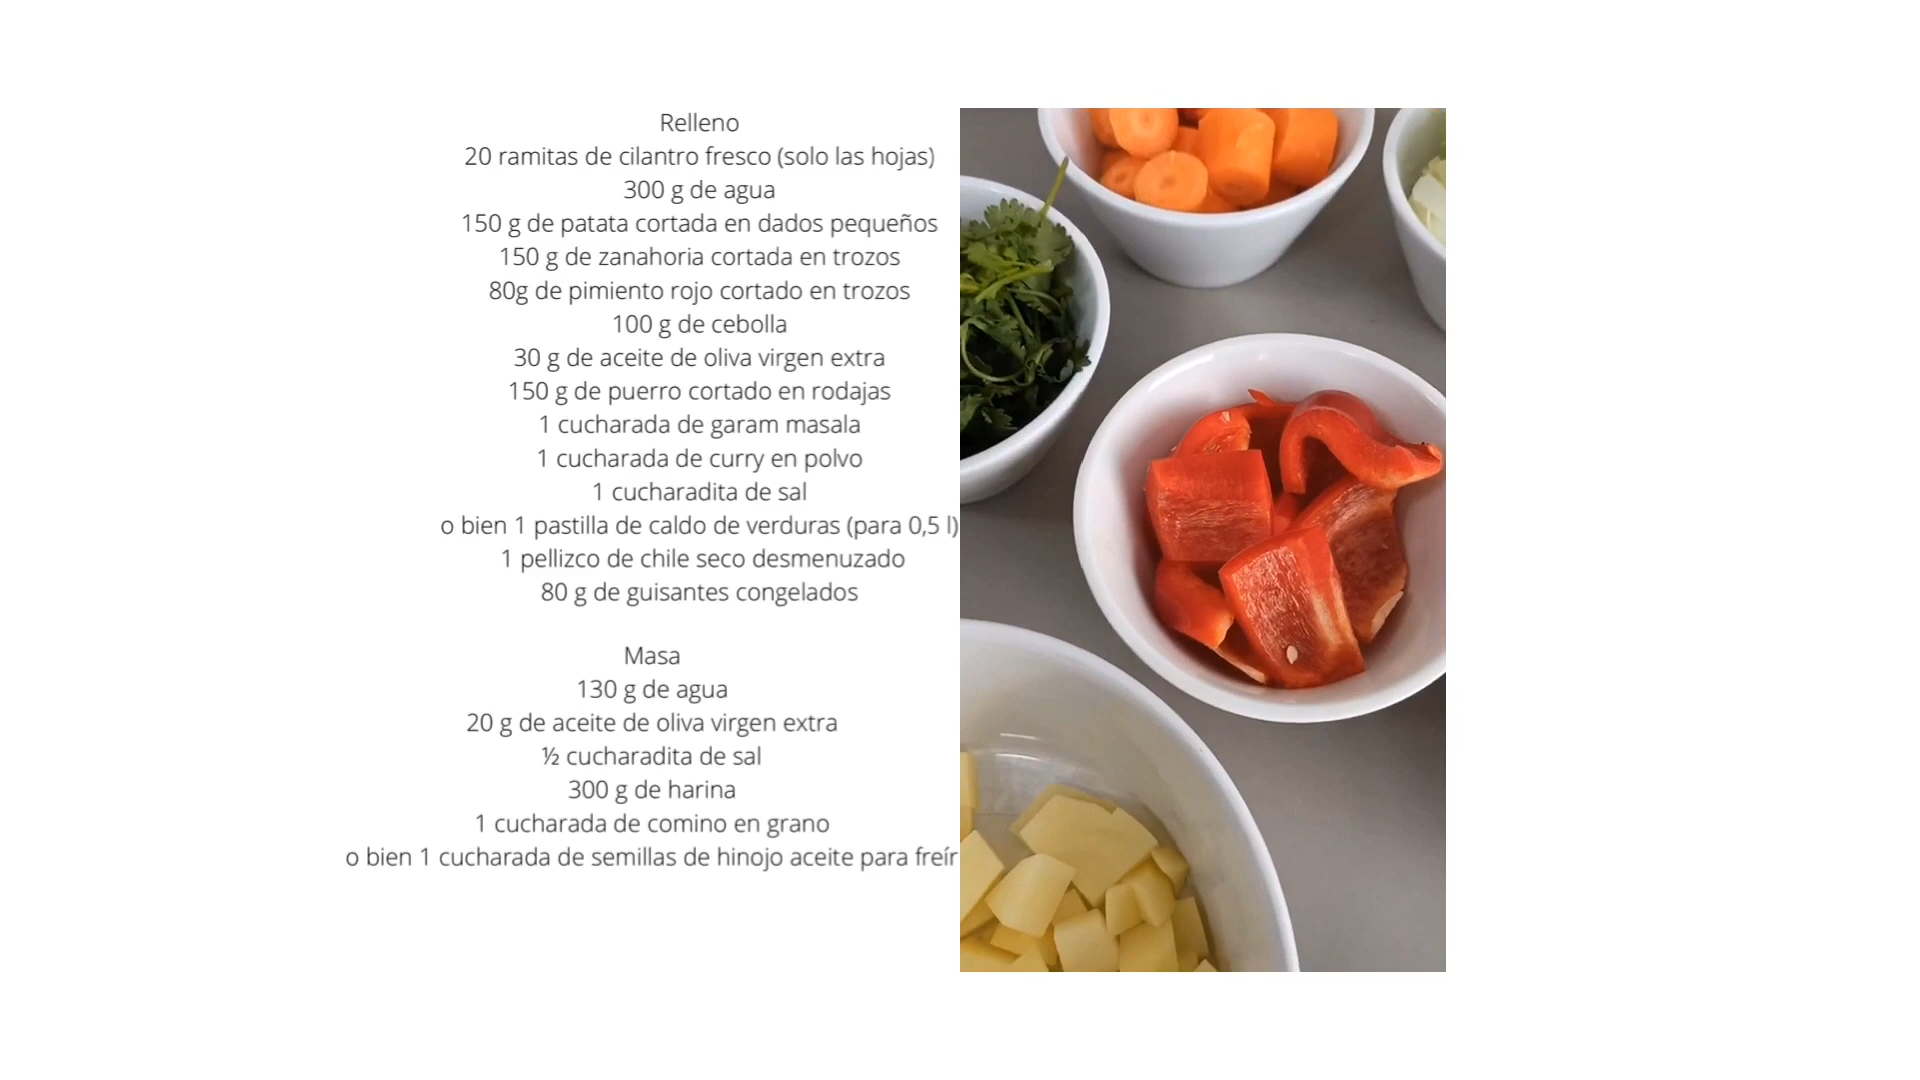 Relleno
20 ramitas de cilantro fresco (solo las hojas)
300 g de agua
150 g de patata cortada en dados pequeños
150 g de zanahoria cortada en trozos
80g de pimiento rojo cortado en trozos
100 g de cebolla
30 g de aceite de oliva virgen extra
150 g de puerro cortado en rodajas
1 cucharada de garam masala
1 cucharada de curry en polvo
1 cucharadita de sal
o bien 1 pastilla de caldo de verduras (para 0,5 l)
1 pellizco de chile seco desmenuzado
80 g de guisantes congelados
Masa
130 g de agua
20 g de aceite de oliva virgen extra
½ cucharadita de sal
300 g de harina
1 cucharada de comino en grano
o bien 1 cucharada de semillas de hinojo aceite para freír